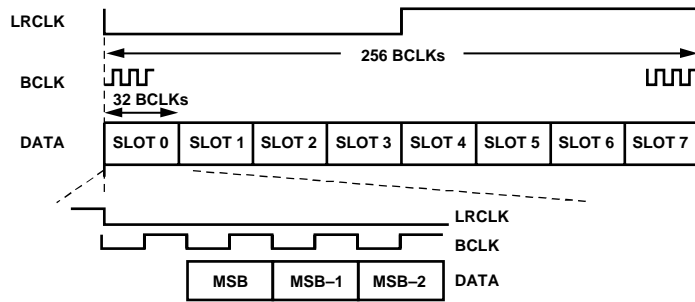 LRCLK
256 BCLKs
BCLK
32 BCLKs
DATA SLOT 0 SLOT 1 SLOT 2 SLOT 3 SLOT 4 SLOT 5 SLOT 6 SLOT 7
LRCLK
BCLK
MSB MSB–1 MSB–2 DATA